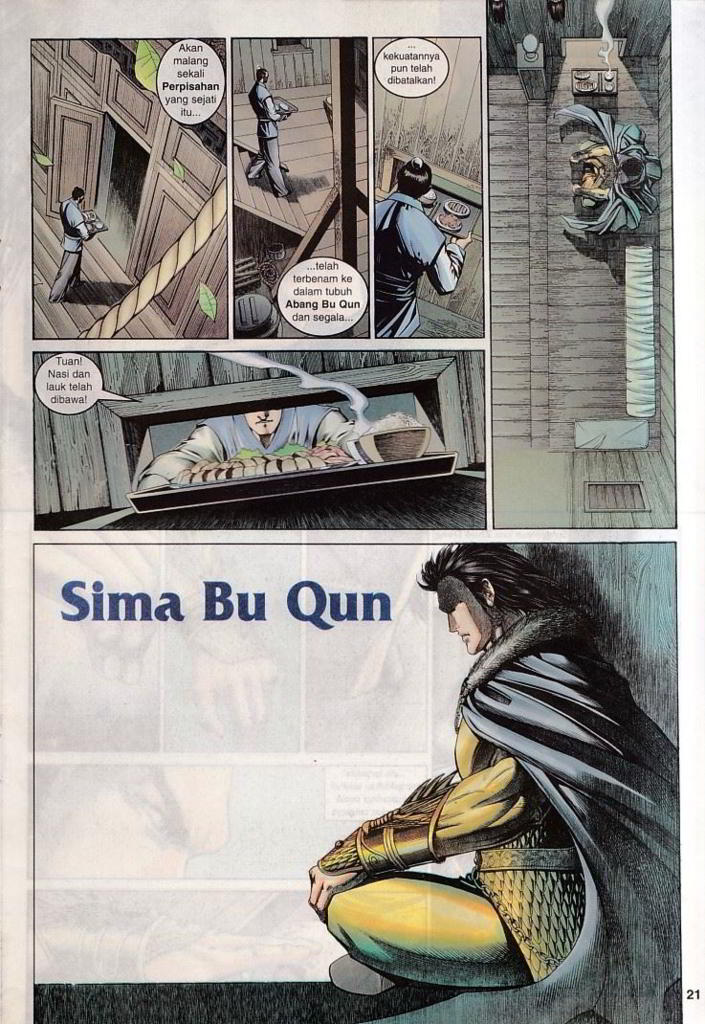 Akan
malang
sekali
Perpisahan
yang sejati
itu...
...telah
terbenam ke
dalam tubuh
Abang Bu Qun
dan segala...
...
kekuatannya
pun telah
dibatalkan!
Tuan!
Nasi dan
lauk telah
dibawa!
Sima Bu Qun
21